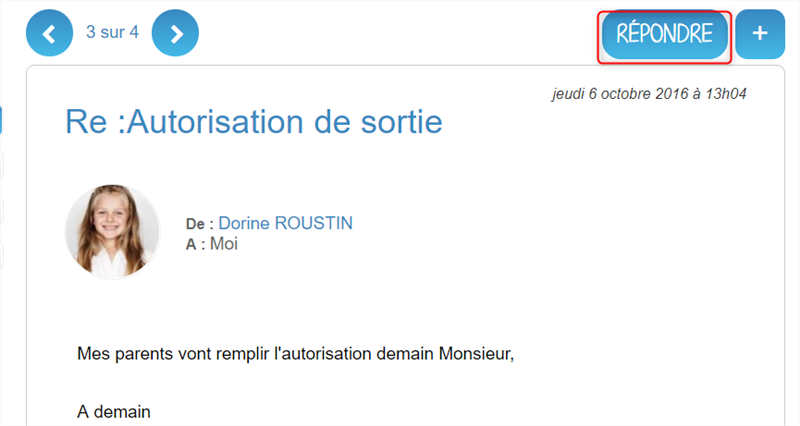 3 sur 4
RÉPONDRE
+
jeudi 6 octobre 2016 à 13h04
Re :Autorisation de sortie
De : Dorine ROUSTIN
A : Moi
Mes parents vont remplir l'autorisation demain Monsieur,
A demain